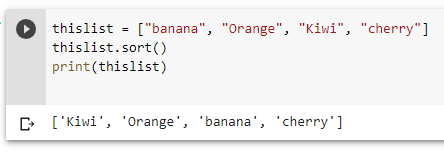 thislist = ["banana", "Orange", "Kiwi", "cherry"]
thislist.sort()
print(thislist)
['Kiwi', 'Orange', 'banana', 'cherry']